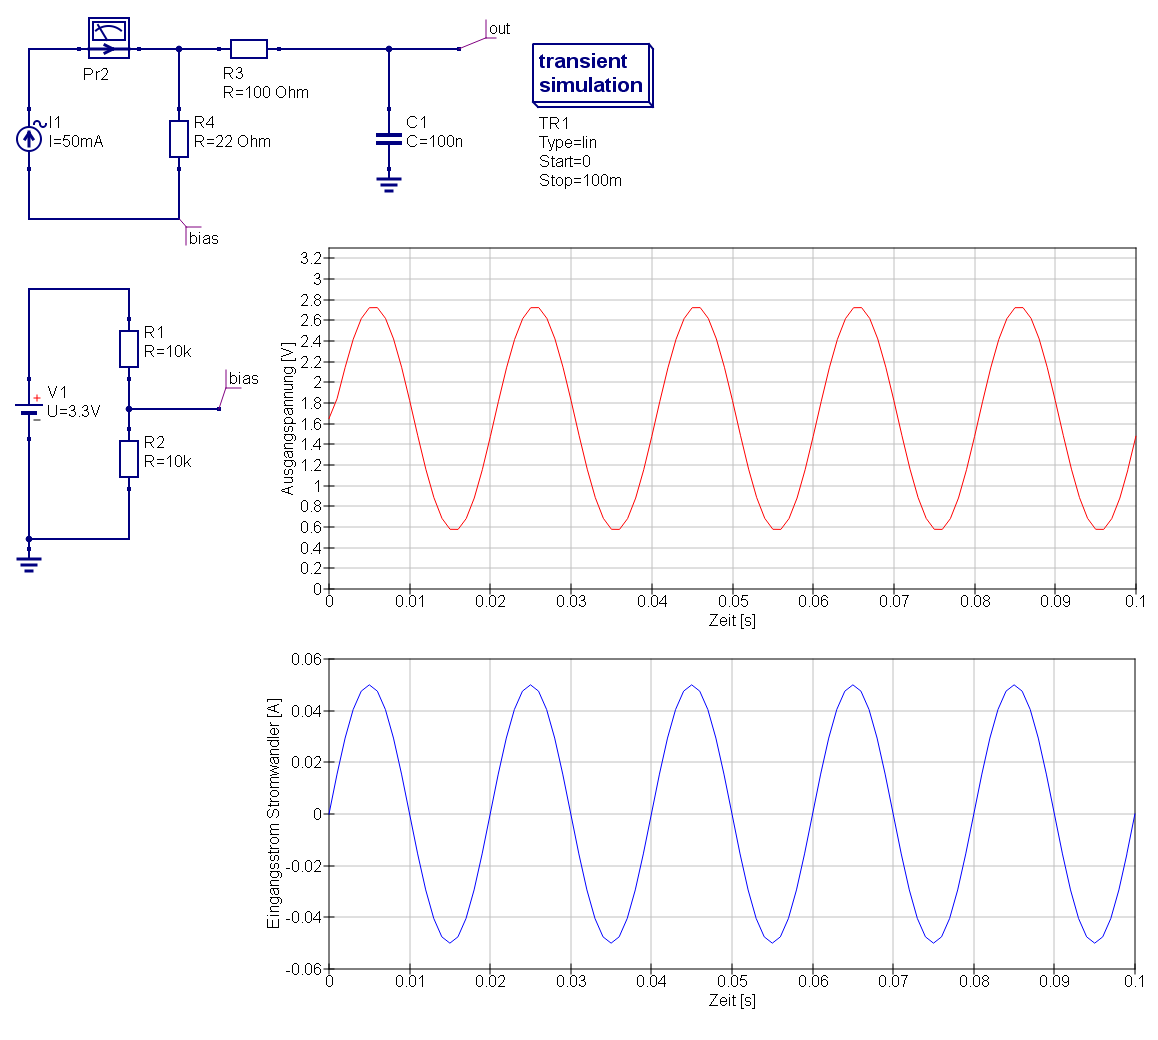 out
Pr2
R3
R=100 Ohm
I1
I=50mA
R4
R=22 Ohm
C1
C=100n
bias
transient
simulation
TR1
Type=lin
Start=0
Stop=100m
R1
R=10k
V1
U=3.3V
bias
R2
R=10k
+
−
Ausgangspannung [V]
3.2
3
2.8
2.6
2.4
2.2
2
1.8
1.6
1.4
1.2
1
0.8
0.6
0.4
0.2
0
0 0.01 0.02 0.03 0.04 0.05 0.06 0.07 0.08 0.09 0.1
Zeit [s]
Eingangsstrom Stromwandler [A]
0.06
0.04
0.02
0
-0.02
-0.04
-0.06
0 0.01 0.02 0.03 0.04 0.05 0.06 0.07 0.08 0.09 0.1
Zeit [s]